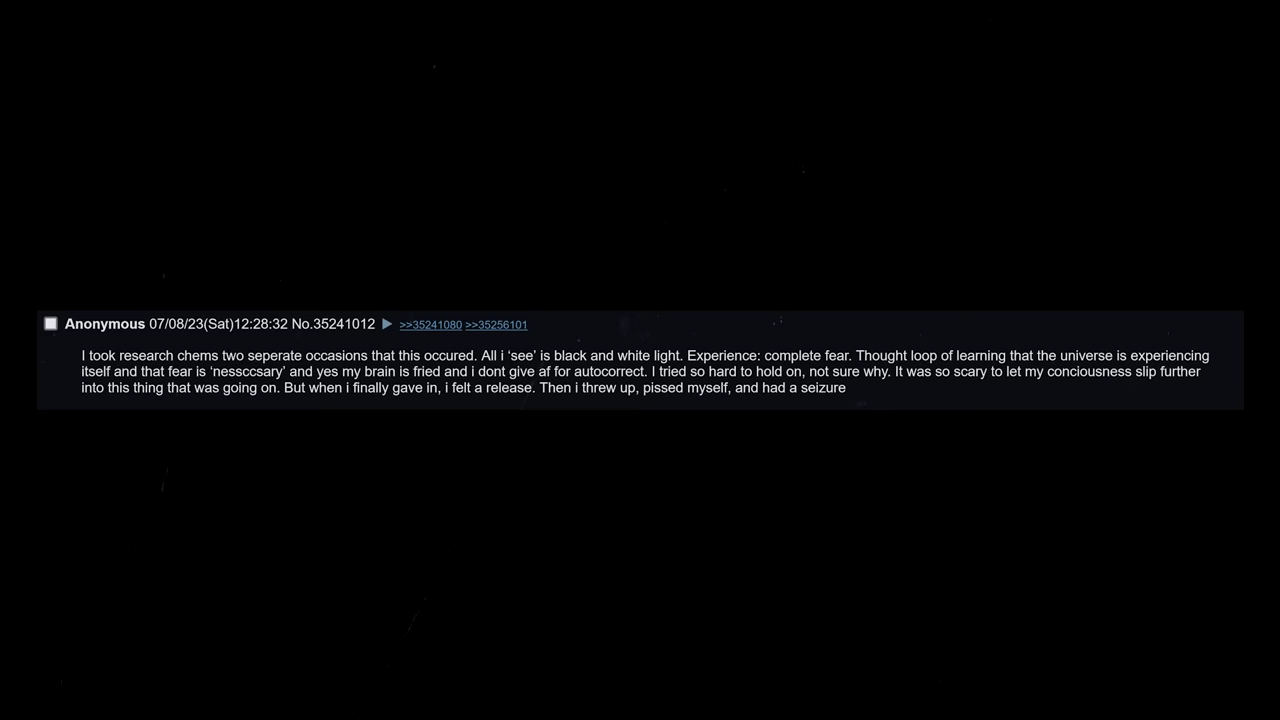 Anonymous 07/08/23(Sat)12:28:32 No.35241012 ▶ >>35241080 >>35256101
I took research chems two seperate occasions that this occured. All i ‘see’ is black and white light. Experience: complete fear. Thought loop of learning that the universe is experiencing
itself and that fear is ‘nessccsary’ and yes my brain is fried and i dont give af for autocorrect. I tried so hard to hold on, not sure why. It was so scary to let my conciousness slip further
into this thing that was going on. But when i finally gave in, i felt a release. Then i threw up, pissed myself, and had a seizure